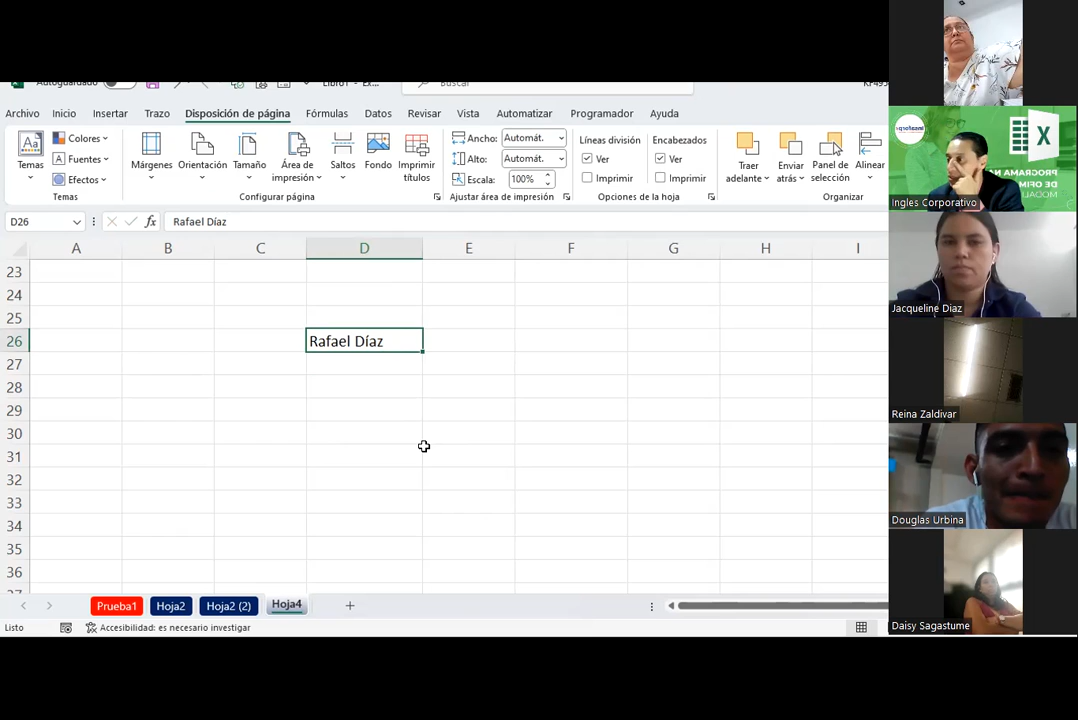 Autoguardado
Libro1 - Ex...
Buscar
Archivo Inicio Insertar Trazo Disposición de página Fórmulas Datos Revisar Vista Automatizar Programador Ayuda
Temas
Colores
Fuentes
Efectos
Temas
Márgenes
Orientación
Tamaño
Área de impresión
Saltos
Fondo
Imprimir títulos
Configurar página
Ancho: Automát.
Alto: Automát.
Escala: 100%
Ajustar área de impresión
Líneas división
Ver
Imprimir
Encabezados
Ver
Imprimir
Opciones de la hoja
Traer adelante
Enviar atrás
Panel de selección
Alinear
Organizar
D26
fx
Rafael Díaz
A B C D E F G H I
23
24
25
26 Rafael Díaz
27
28
29
30
31
32
33
34
35
36
Prueba1 Hoja2 Hoja2 (2) Hoja4
Listo
Accesibilidad: es necesario investigar
X
Ingles Corporativo
Jacqueline Diaz
Reina Zaldivar
Douglas Urbina
Daisy Sagastume